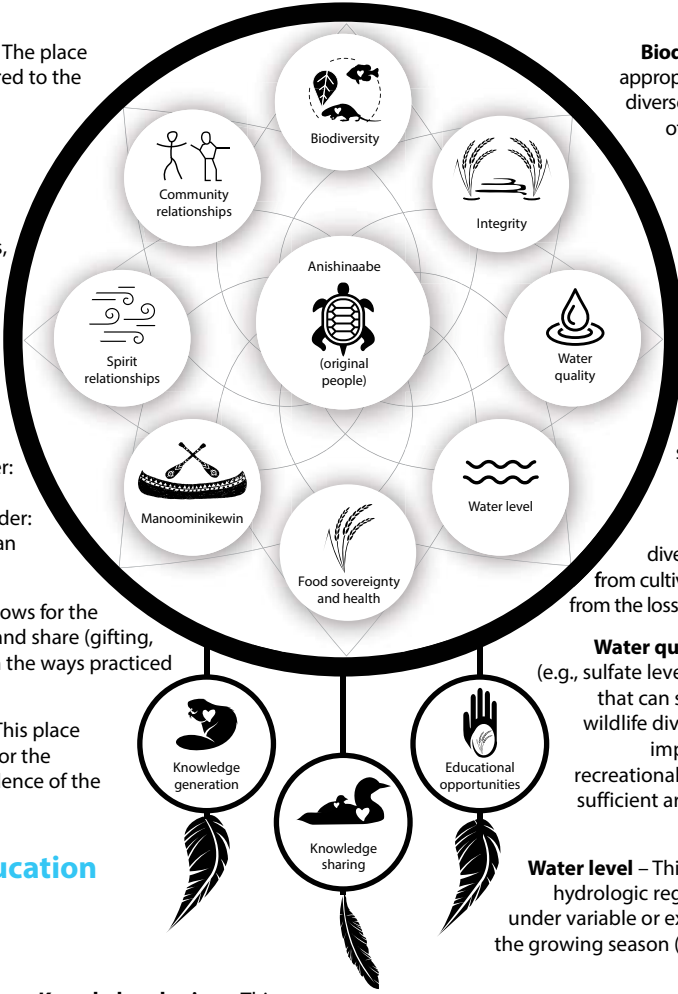 The place
red to the
s,
er:
der:
an
ows for the
and share (gifting,
n the ways practiced
This place
or the
lence of the
ucation
Biodiversity
Community
relationships
Integrity
Anishinaabe
(original
people)
Spirit
relationships
Water
quality
Manoominikewin
Water level
Food sovereignty
and health
Knowledge
generation
Knowledge
sharing
Educational
opportunities
Biod
approp
diverse
of
s
dive
from cultiv
from the loss
Water qu
(e.g., sulfate leve
that can s
wildlife div
imp
recreational
sufficient ar
Water level – Thi
hydrologic reg
under variable or ex
the growing season (